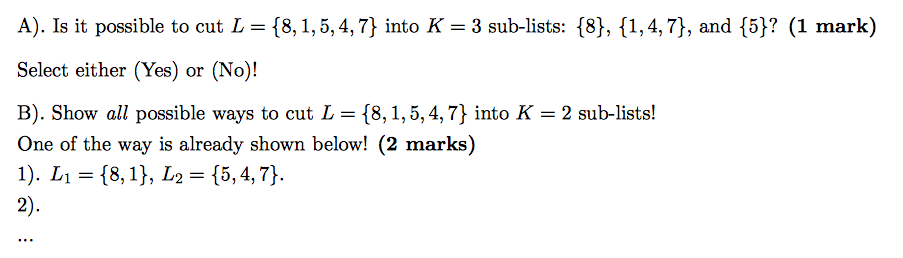 A). Is it possible to cut L = {8, 1, 5, 4, 7} into K = 3 sub-lists: {8}, {1, 4, 7}, and {5}? (1 mark)
Select either (Yes) or (No)!
B). Show all possible ways to cut L = {8, 1, 5, 4, 7} into K = 2 sub-lists!
One of the way is already shown below! (2 marks)
1). L₁ = {8, 1}, L₂ = {5, 4, 7}.
2).
...